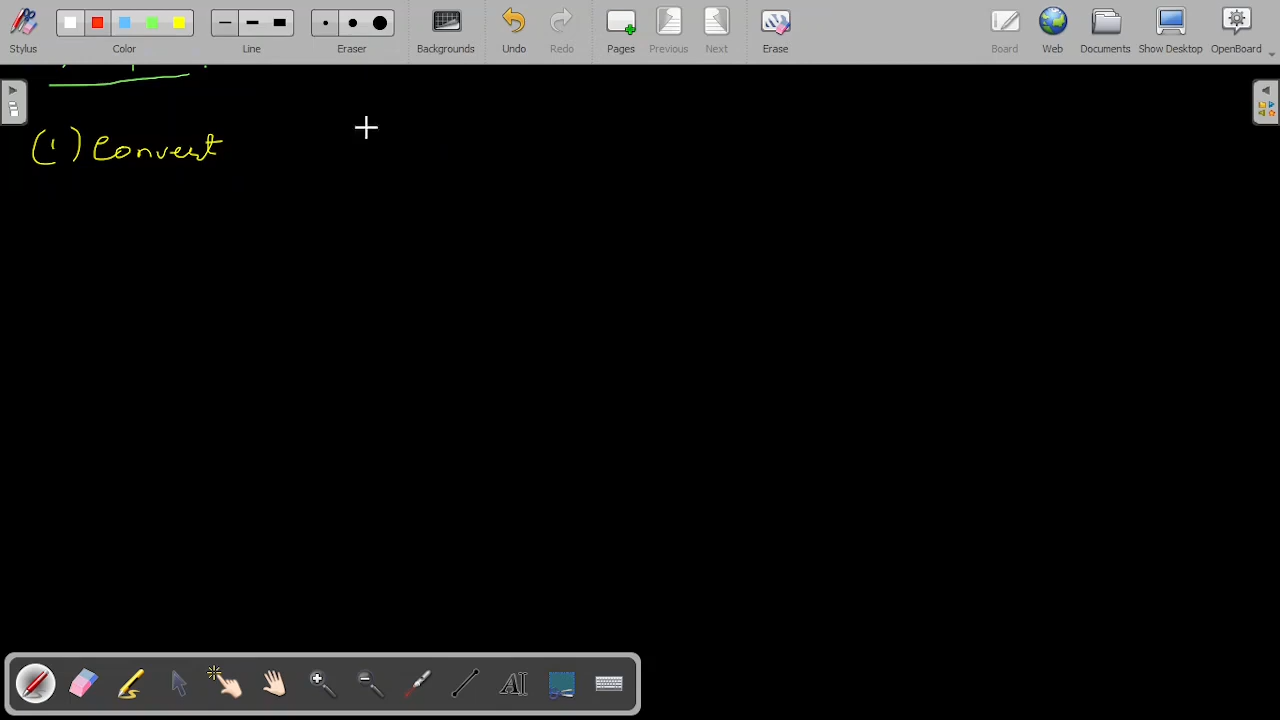 Stylus
Color
Line
Eraser
Backgrounds
Undo
Redo
Pages
Previous
Next
Erase
Board
Web
Documents
Show Desktop
OpenBoard
(1) Convert
AI